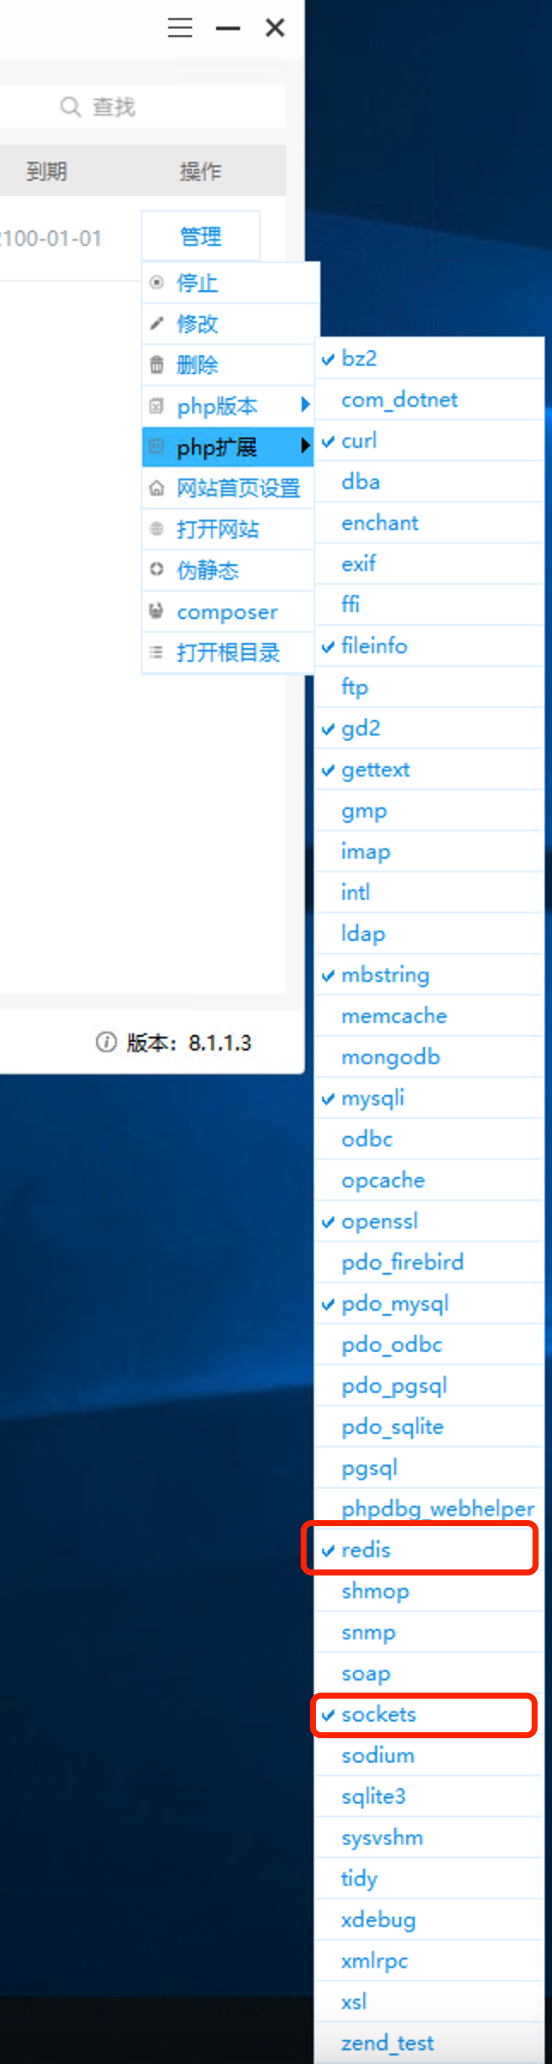 查找
到期 操作
2100-01-01 管理
停止
修改
删除
php版本
php扩展
网站首页设置
打开网站
伪静态
composer
打开根目录
版本：8.1.1.3
bz2
com_dotnet
curl
dba
enchant
exif
ffi
fileinfo
ftp
gd2
gettext
gmp
imap
intl
ldap
mbstring
memcache
mongodb
mysqli
odbc
opcache
openssl
pdo_firebird
pdo_mysql
pdo_odbc
pdo_pgsql
pdo_sqlite
pgsql
phpdbg_webhelper
redis
shmop
snmp
soap
sockets
sodium
sqlite3
sysvshm
tidy
xdebug
xmlrpc
xsl
zend_test